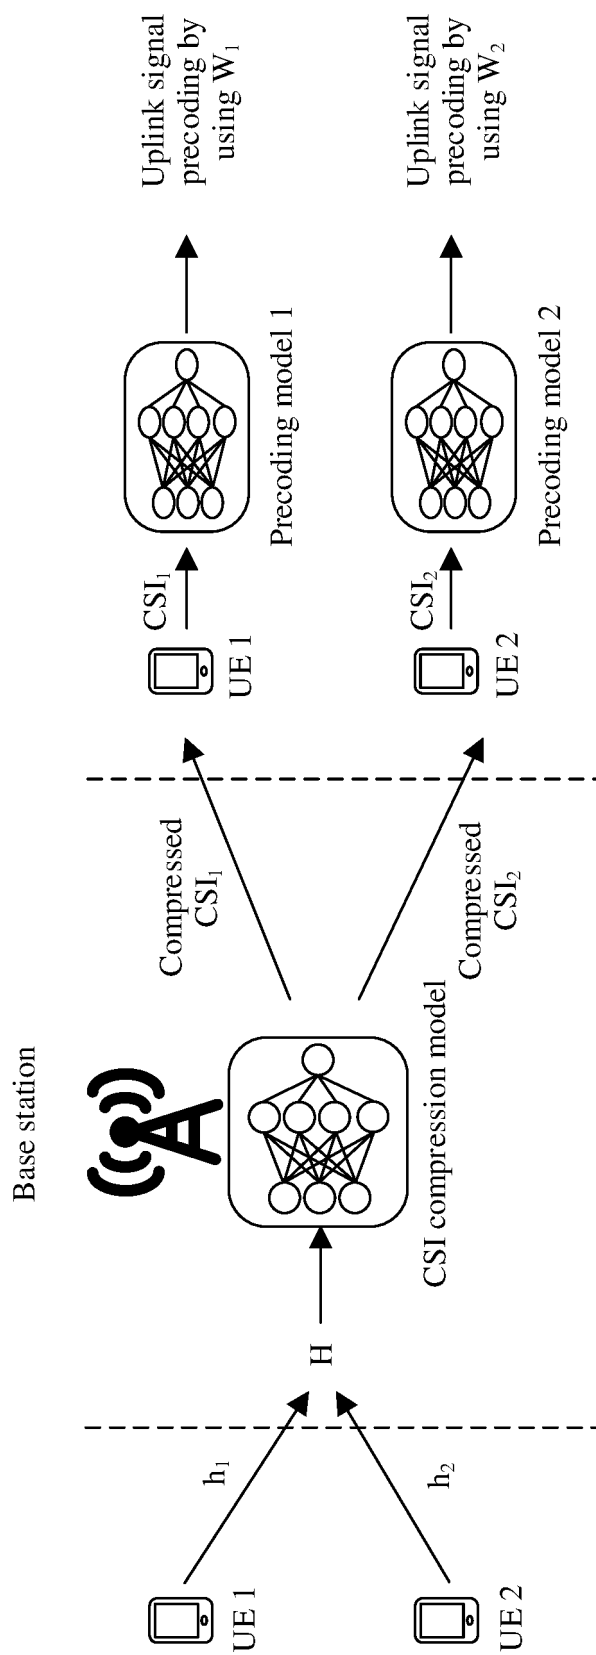 Base station
UE 1
h₁
UE 2
h₂
H
CSI compression model
Compressed
CSI₁
Compressed
CSI₂
UE 1
CSI₁
Precoding model 1
Uplink signal
precoding by
using W₁
UE 2
CSI₂
Precoding model 2
Uplink signal
precoding by
using W₂